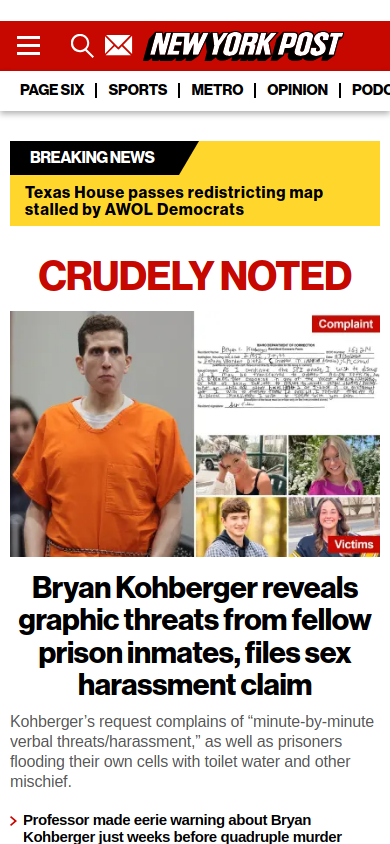 NEW YORK POST
PAGE SIX
SPORTS
METRO
OPINION
BREAKING NEWS
Texas House passes redistricting map
stalled by AWOL Democrats
CRUDELY NOTED
Complaint
Victims
Bryan Kohberger reveals
graphic threats from fellow
prison inmates, files sex
harassment claim
Kohberger’s request complains of “minute-by-minute
verbal threats/harassment,” as well as prisoners
flooding their own cells with toilet water and other
mischief.
Professor made eerie warning about Bryan
Kohberger just weeks before quadruple murder